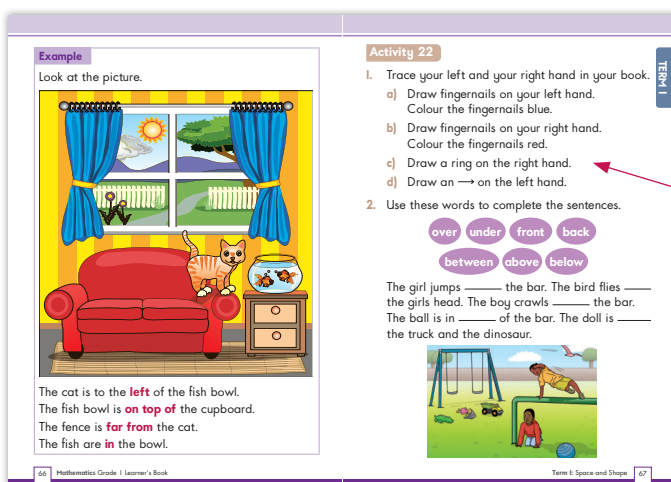 Example
Look at the picture.
The cat is to the left of the fish bowl.
The fish bowl is on top of the cupboard.
The fence is far from the cat.
The fish are in the bowl.
66 Mathematics Grade 1 Learner's Book
Activity 22
1. Trace your left and your right hand in your book.
a) Draw fingernails on your left hand.
Colour the fingernails blue.
b) Draw fingernails on your right hand.
Colour the fingernails red.
c) Draw a ring on the right hand.
d) Draw an → on the left hand.
2. Use these words to complete the sentences.
over under front back
between above below
The girl jumps ______ the bar. The bird flies ______
the girls head. The boy crawls ______ the bar.
The ball is in ______ of the bar. The doll is ______
the truck and the dinosaur.
Term 1: Space and Shape 67
TERM 1